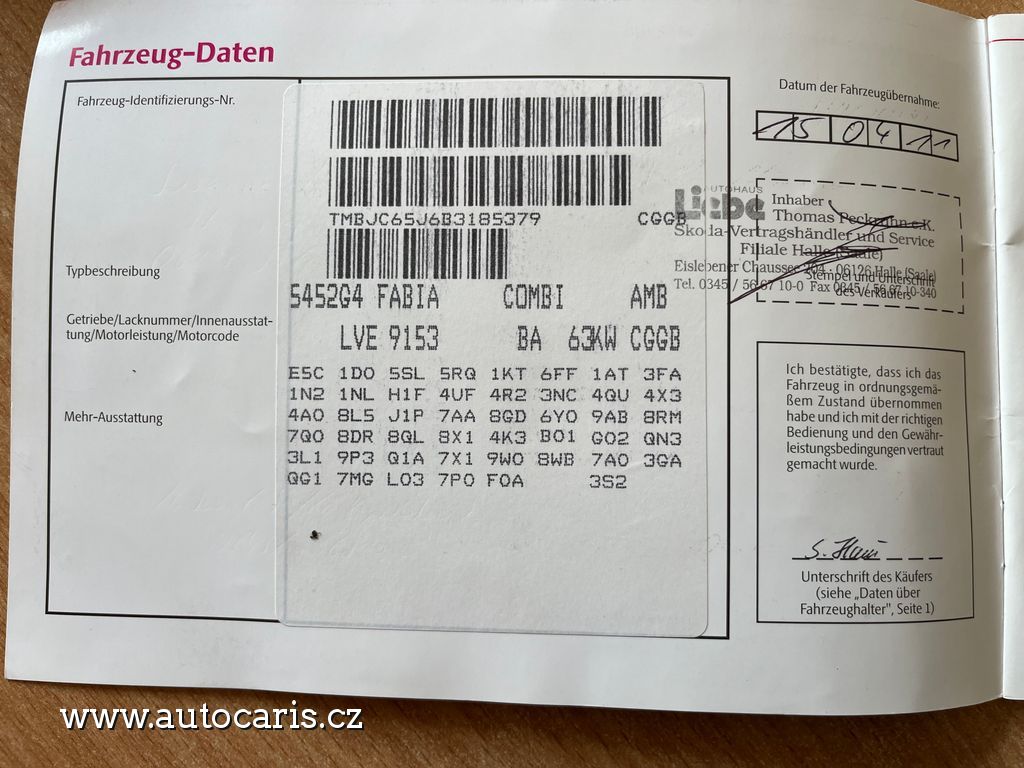 Fahrzeug-Daten
Fahrzeug-Identifizierungs-Nr.
TMBJC65J6B3185379 CGGB
Typbeschreibung
5452G4 FABIA COMBI AMB
Getriebe/Lacknummer/Innenausstat-
tung/Motorleistung/Motorcode
LVE 9153 BA 63KW CGGB
Mehr-Ausstattung
E5C 1D0 5SL 5RQ 1KT 6FF 1AT 3FA
1N2 1NL H1F 4UF 4R2 3NC 4QU 4X3
4A0 8L5 J1P 7AA 8GD 6Y0 9AB 8RM
7Q0 8DR 8QL 8X1 4K3 B01 G02 QN3
3L1 9P3 Q1A 7X1 9W0 8WB 7A0 3GA
QG1 7MG L03 7P0 F0A 3S2
Datum der Fahrzeugübernahme:
15 04 11
AUTOHAUS
Liebe
Inhaber
Thomas Peckmann e.K.
Skoda-Vertragshändler und Service
Filiale Halle (Saale)
Eislebener Chaussee 204 · 06126 Halle (Saale)
Tel. 0345 / 56 67 10-0 Fax 0345 / 56 67 10-340
Stempel und Unterschrift
des Verkäufers
Ich bestätigte, dass ich das
Fahrzeug in ordnungsgemä-
ßem Zustand übernommen
habe und ich mit der richtigen
Bedienung und den Gewähr-
leistungsbedingungen vertraut
gemacht wurde.
Unterschrift des Käufers
(siehe „Daten über
Fahrzeughalter", Seite 1)
www.autocaris.cz